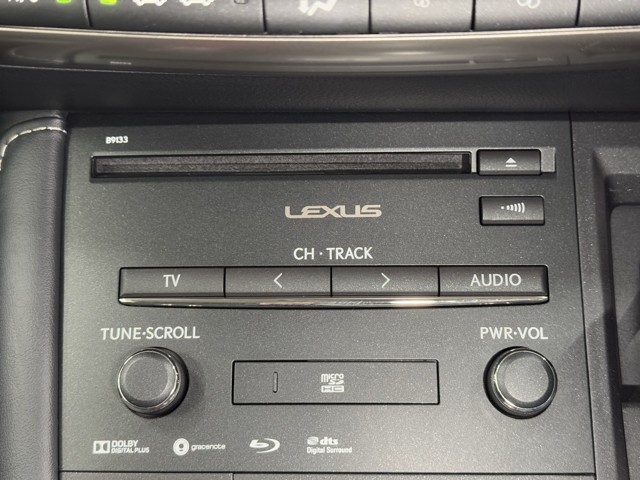 B9133
LEXUS
CH · TRACK
TV
AUDIO
TUNE·SCROLL
PWR·VOL
micro
SD
HC
DOLBY
DIGITAL PLUS
gracenote
dts
Digital Surround